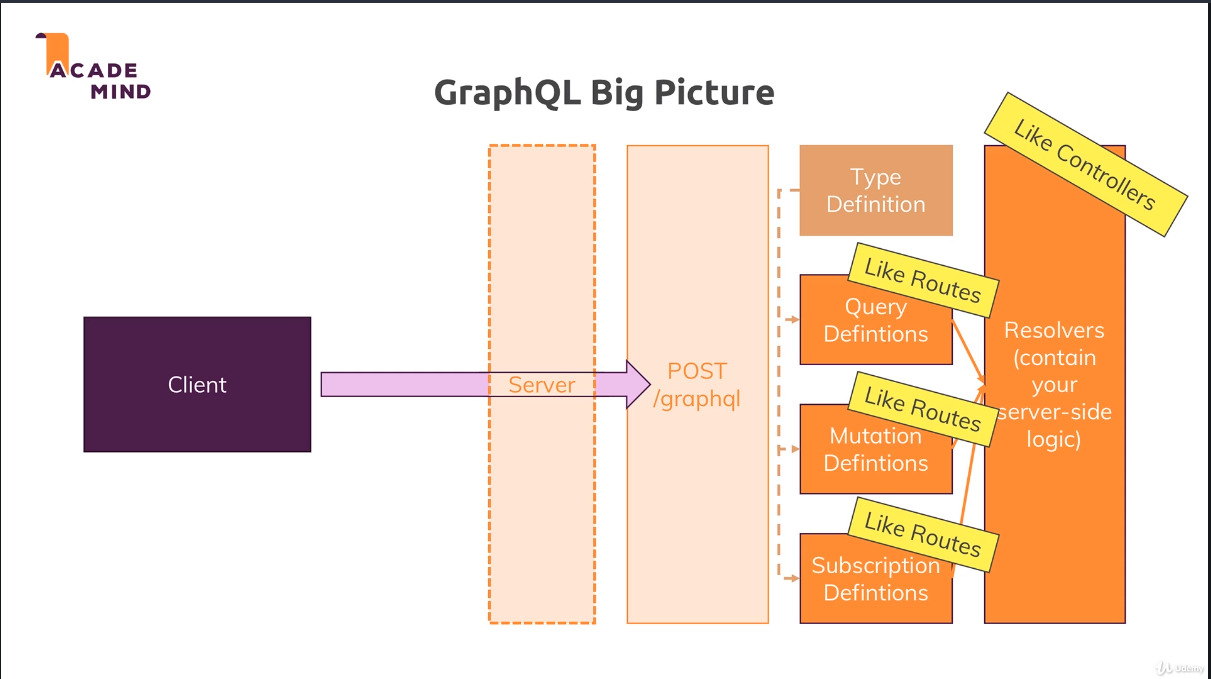 ACADE
MIND
GraphQL Big Picture
Client
Server
POST
/graphql
Type
Definition
Like Routes
Query
Defintions
Like Routes
Mutation
Defintions
Like Routes
Subscription
Defintions
Like Controllers
Resolvers
(contain
your
server-side
logic)
Udemy